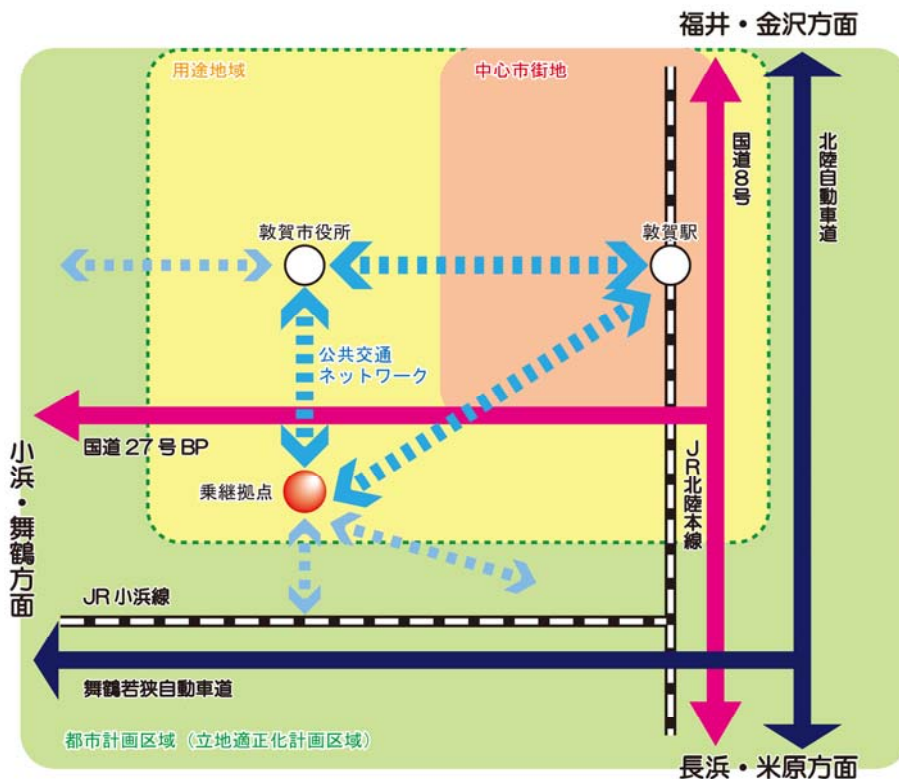 福井・金沢方面
用途地域
中心市街地
国道8号
北陸自動車道
敦賀市役所
敦賀駅
公共交通
ネットワーク
国道27号BP
小浜・舞鶴方面
乗継拠点
JR北陸本線
JR小浜線
舞鶴若狭自動車道
都市計画区域（立地適正化計画区域）
長浜・米原方面